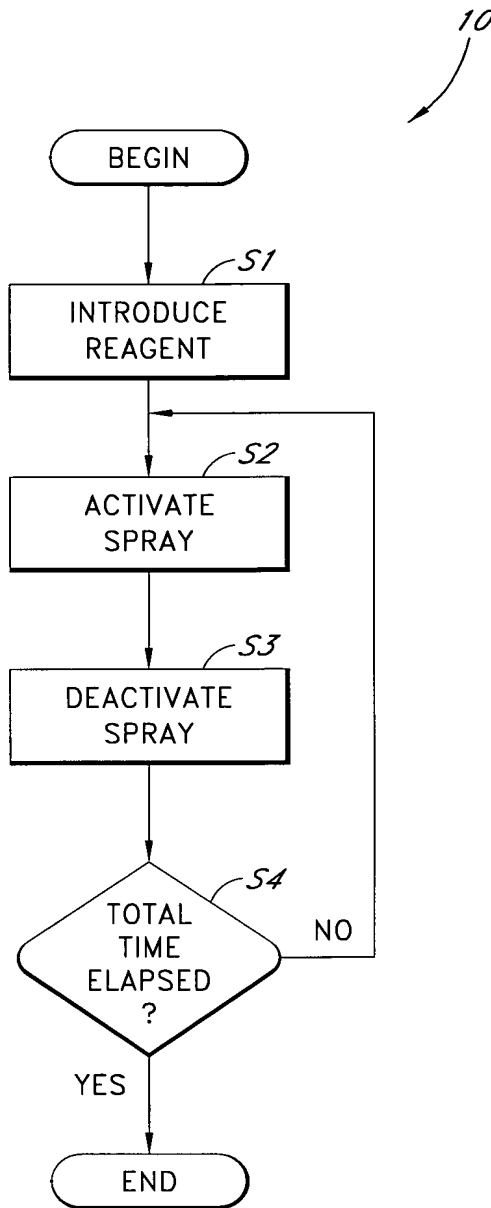 10
BEGIN
S1
INTRODUCE
REAGENT
S2
ACTIVATE
SPRAY
S3
DEACTIVATE
SPRAY
S4
TOTAL
TIME
ELAPSED
?
NO
YES
END